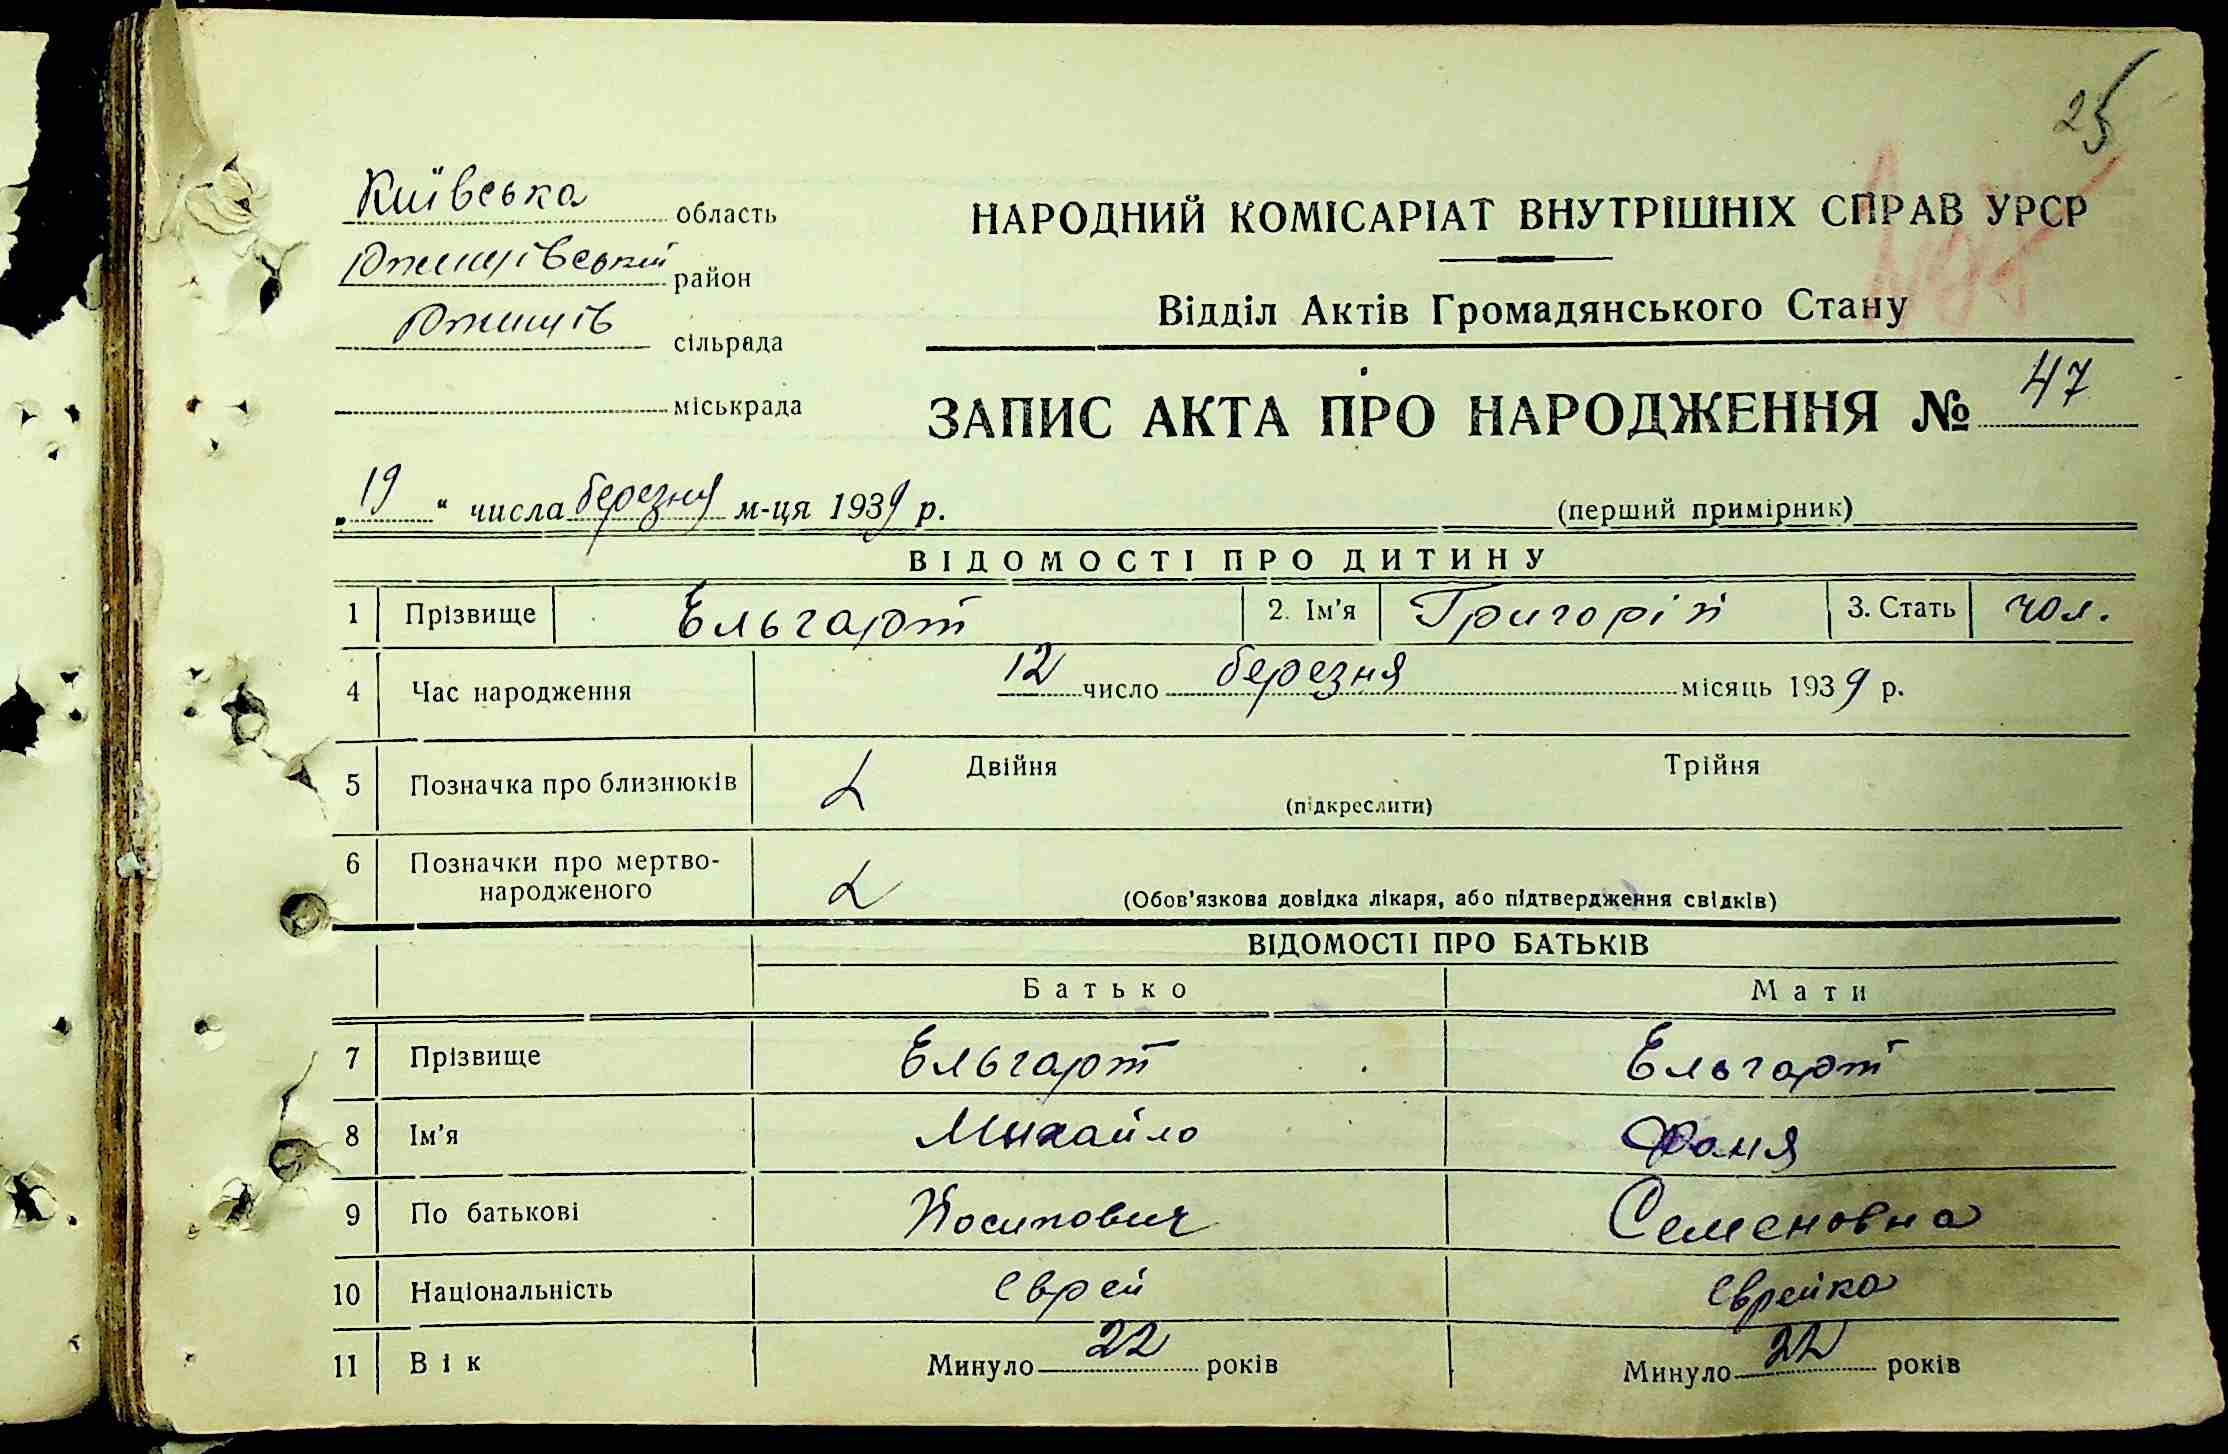 25
Київська область
Ржищівський район
Ржищів сільрада
міськрада
НАРОДНИЙ КОМІСАРІАТ ВНУТРІШНІХ СПРАВ УРСР
Відділ Актів Громадянського Стану
ЗАПИС АКТА ПРО НАРОДЖЕННЯ № 47
„19“ числа березня м-ця 1939 р.
(перший примірник)
ВІДОМОСТІ ПРО ДИТИНУ
1 Прізвище Ельгарт 2. Ім'я Григорій 3. Стать чол.
4 Час народження 12 число березня місяць 1939 р.
5 Позначка про близнюків Двійня Трійня
(підкреслити)
6 Позначки про мертво-
народженого (Обов'язкова довідка лікаря, або підтвердження свідків)
ВІДОМОСТІ ПРО БАТЬКІВ
Батько Мати
7 Прізвище Ельгарт Ельгарт
8 Ім'я Михайло Фаня
9 По батькові Йосипович Семеновна
10 Національність Єврей Єврейка
11 Вік Минуло 22 років Минуло 22 років